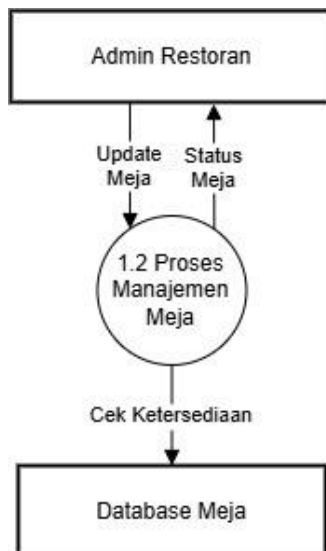 Admin Restoran
Update
Meja
Status
Meja
1.2 Proses
Manajemen
Meja
Cek Ketersediaan
Database Meja